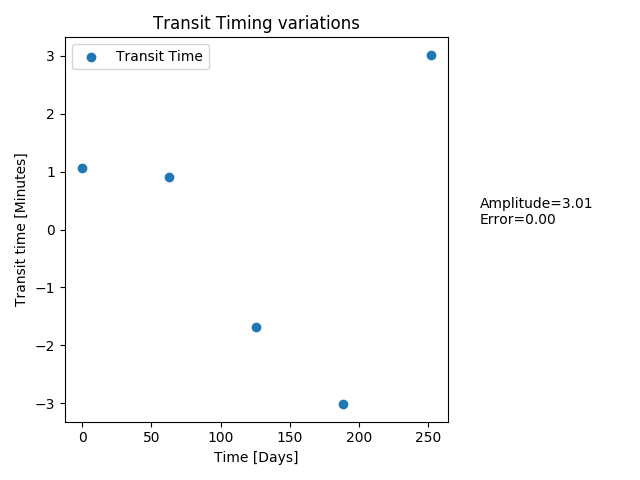 Transit Timing variations
Transit Time
Transit time [Minutes]
3
2
1
0
−1
−2
−3
0
50
100
150
200
250
Time [Days]
Amplitude=3.01
Error=0.00